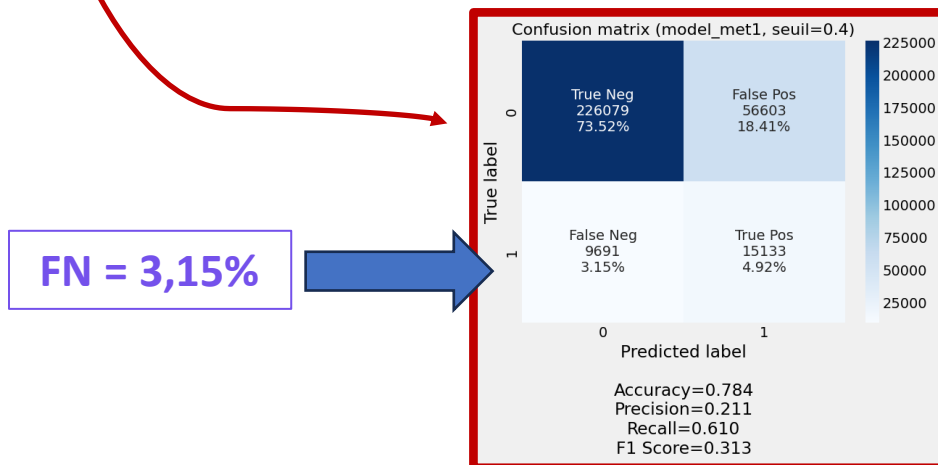 Confusion matrix (model_met1, seuil=0.4)
True label
0
True Neg
226079
73.52%
False Pos
56603
18.41%
1
False Neg
9691
3.15%
True Pos
15133
4.92%
0
1
Predicted label
225000
200000
175000
150000
125000
100000
75000
50000
25000
Accuracy=0.784
Precision=0.211
Recall=0.610
F1 Score=0.313
FN = 3,15%